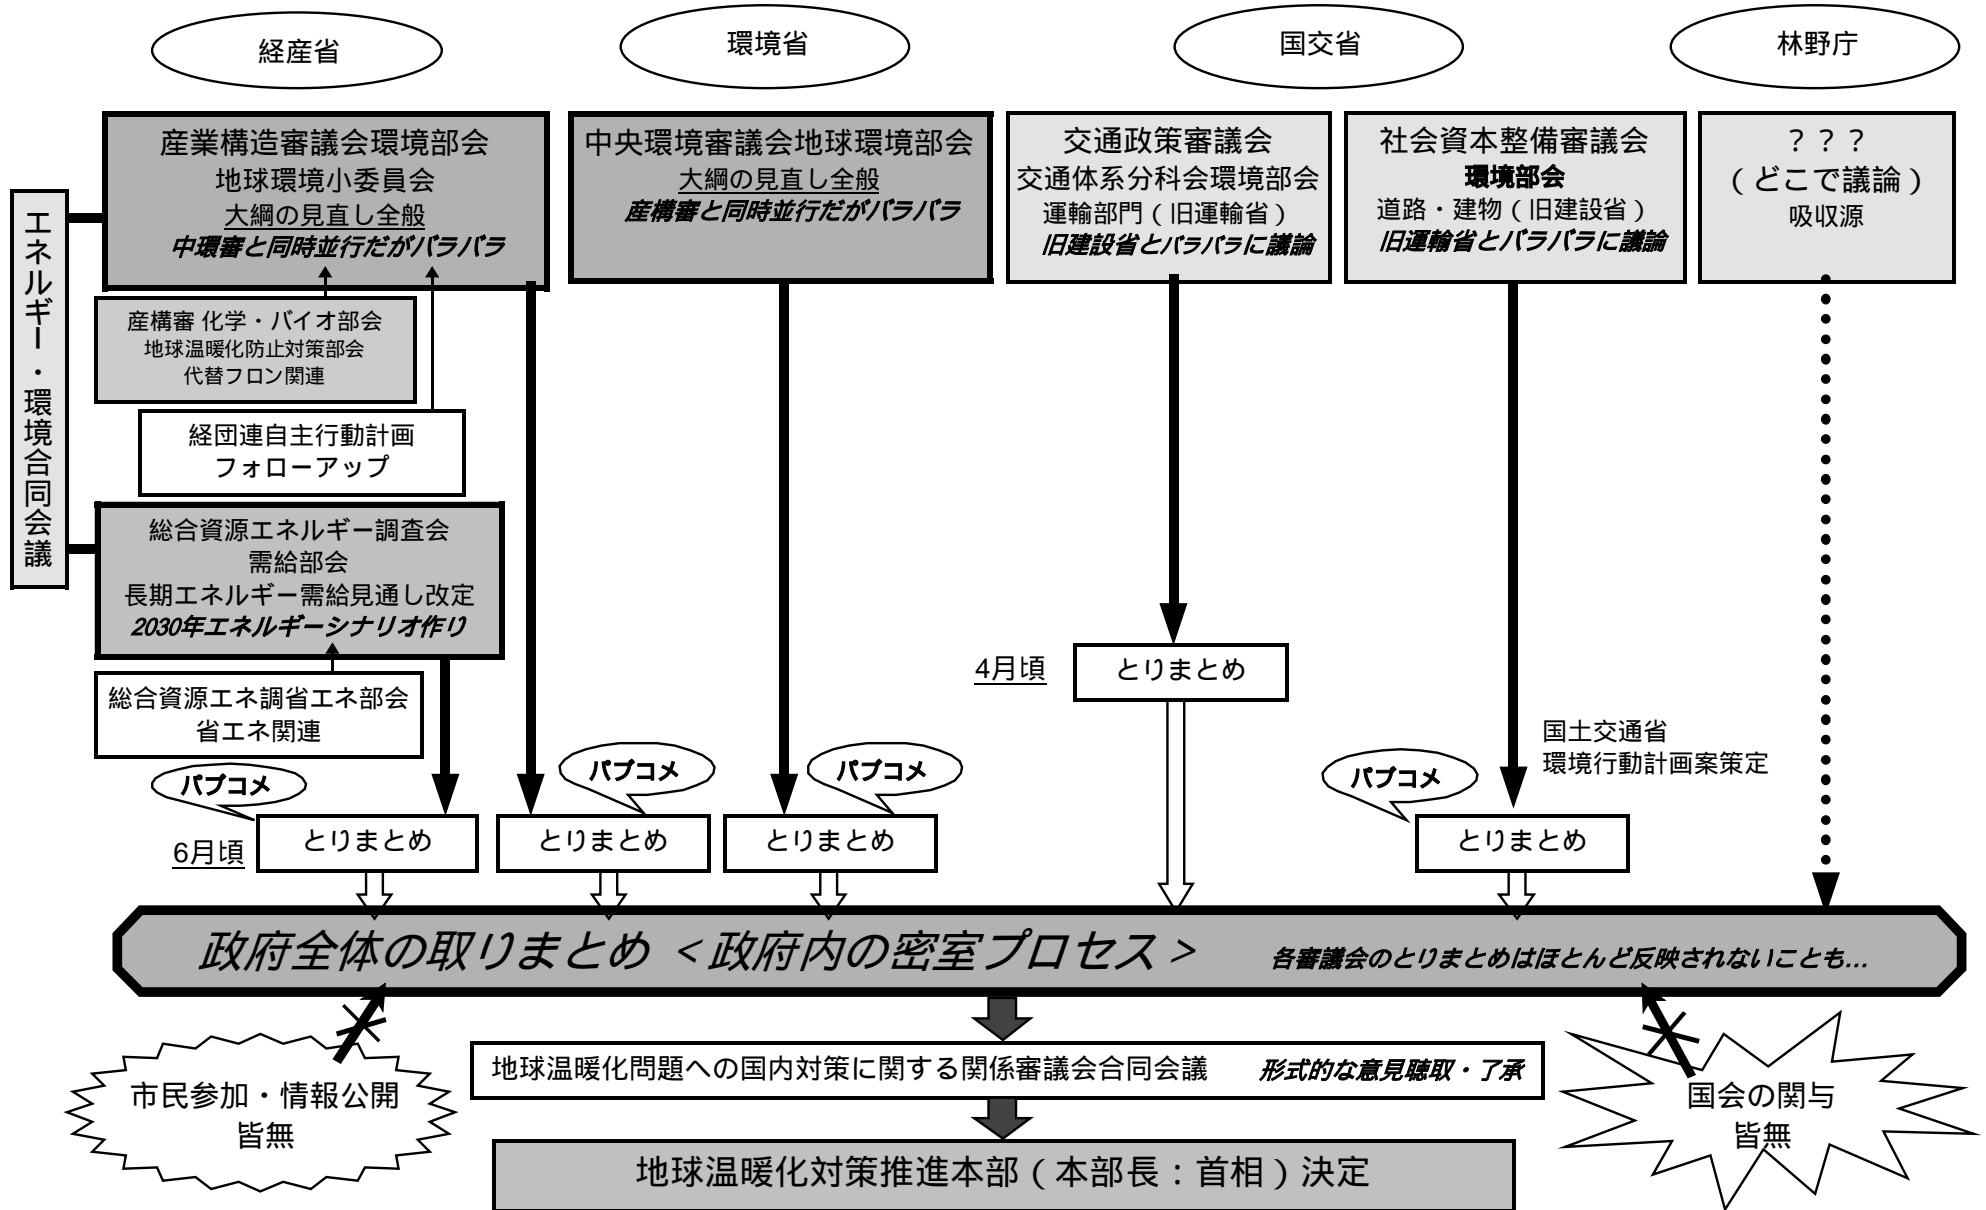 経産省
環境省
国交省
林野庁
エネルギー・環境合同会議
産業構造審議会環境部会
地球環境小委員会
大綱の見直し全般
中環審と同時並行だがバラバラ
産構審 化学・バイオ部会
地球温暖化防止対策部会
代替フロン関連
経団連自主行動計画
フォローアップ
総合資源エネルギー調査会
需給部会
長期エネルギー需給見通し改定
2030年エネルギーシナリオ作り
総合資源エネ調省エネ部会
省エネ関連
中央環境審議会地球環境部会
大綱の見直し全般
産構審と同時並行だがバラバラ
交通政策審議会
交通体系分科会環境部会
運輸部門（旧運輸省）
旧建設省とバラバラに議論
社会資本整備審議会
環境部会
道路・建物（旧建設省）
旧運輸省とバラバラに議論
？？？
（どこで議論）
吸収源
4月頃
とりまとめ
国土交通省
環境行動計画案策定
パブコメ
パブコメ
パブコメ
パブコメ
6月頃
とりまとめ
とりまとめ
とりまとめ
とりまとめ
政府全体の取りまとめ ＜政府内の密室プロセス＞
各審議会のとりまとめはほとんど反映されないことも...
市民参加・情報公開
皆無
地球温暖化問題への国内対策に関する関係審議会合同会議
形式的な意見聴取・了承
国会の関与
皆無
地球温暖化対策推進本部（本部長：首相）決定